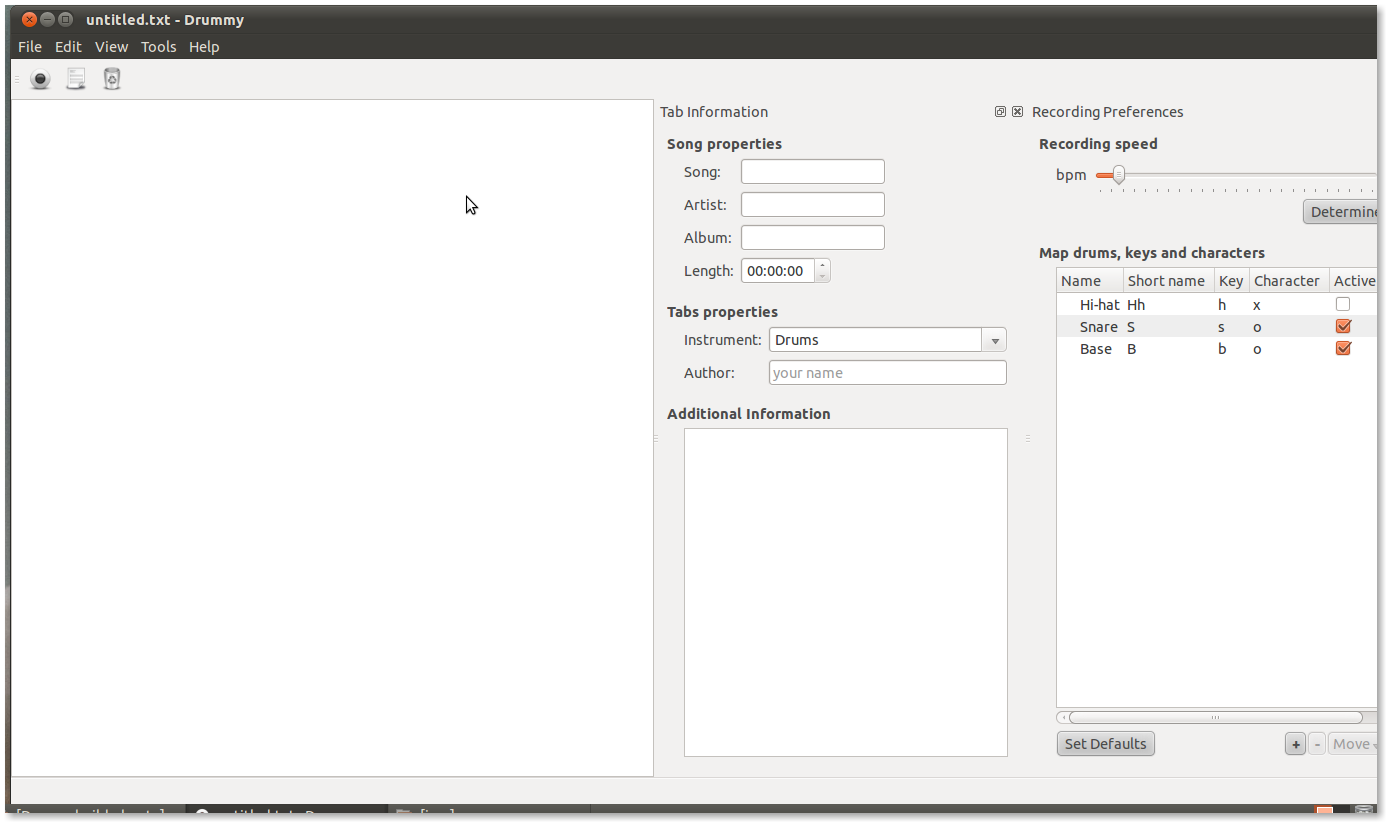 untitled.txt - Drummy
File Edit View Tools Help
Tab Information
Song properties
Song:
Artist:
Album:
Length: 00:00:00
Tabs properties
Instrument: Drums
Author: your name
Additional Information
Recording Preferences
Recording speed
bpm
Determine
Map drums, keys and characters
Name Short name Key Character Active
Hi-hat Hh h x
Snare S s o
Base B b o
Set Defaults + - Move